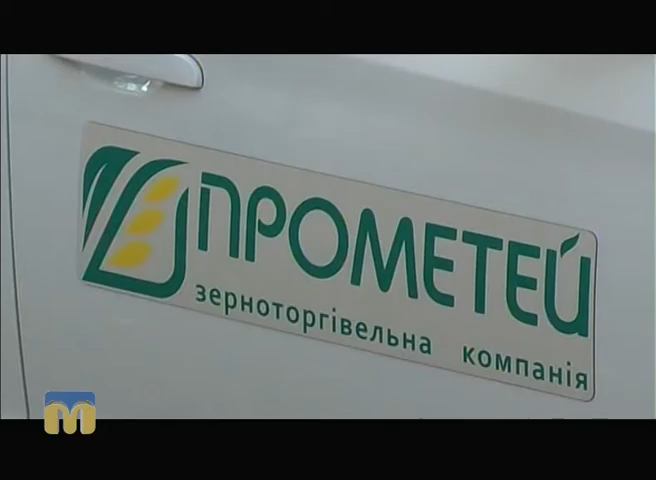 ПРОМЕТЕЙ
зерноторгівельна компанія